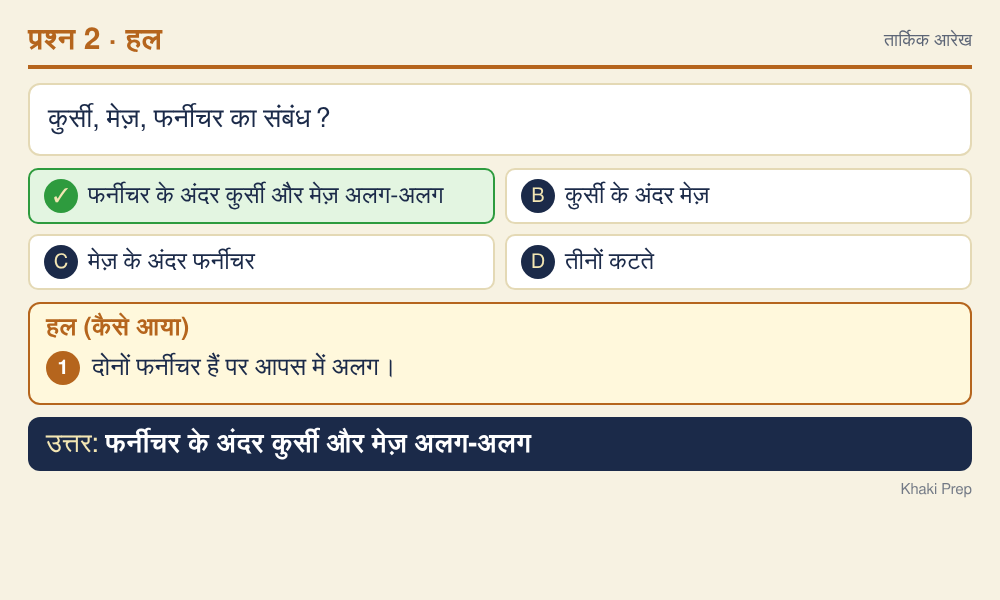 प्रश्न 2 · हल
तार्किक आरेख
कुर्सी, मेज़, फर्नीचर का संबंध ?
✓ फर्नीचर के अंदर कुर्सी और मेज़ अलग-अलग
B कुर्सी के अंदर मेज़
C मेज़ के अंदर फर्नीचर
D तीनों कटते
हल (कैसे आया)
1 दोनों फर्नीचर हैं पर आपस में अलग।
उत्तर: फर्नीचर के अंदर कुर्सी और मेज़ अलग-अलग
Khaki Prep